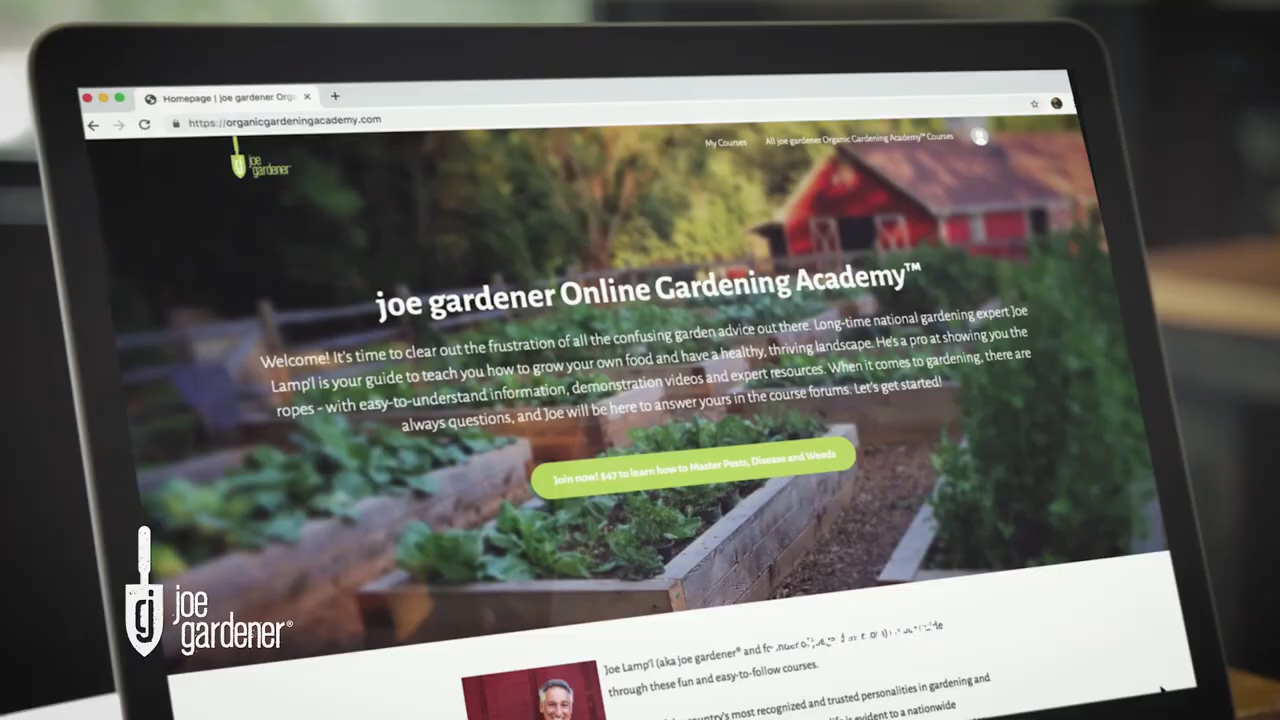 Homepage | joe gardener Orga
https://organicgardeningacademy.com
My Courses
All joe gardener Organic Gardening Academy™ Courses
joe
gardener
joe gardener Online Gardening Academy™
Welcome! It's time to clear out the frustration of all the confusing garden advice out there. Long-time national gardening expert Joe
Lamp'l is your guide to teach you how to grow your own food and have a healthy, thriving landscape. He's a pro at showing you the
ropes - with easy-to-understand information, demonstration videos and expert resources. When it comes to gardening, there are
always questions, and Joe will be here to answer yours in the course forums. Let's get started!
Join now! $47 to learn how to Master Pests, Disease and Weeds
gj
joe
gardener®
Joe Lamp'l (aka joe gardener® and
through these fun and easy-to-follow courses.
country's most recognized and trusted personalities in gardening and
is evident to a nationwide